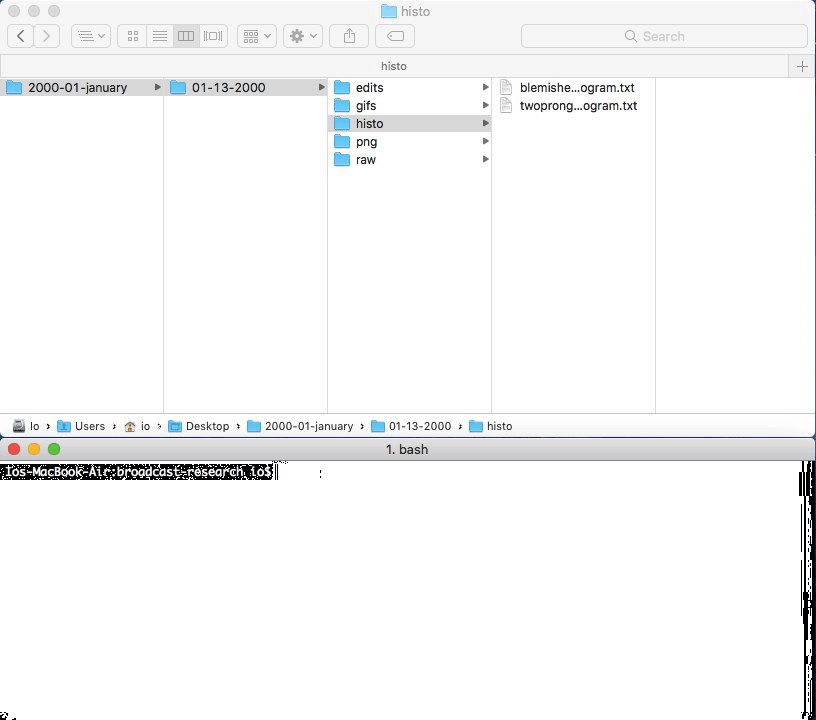 histo
Search
histo
2000-01-january
01-13-2000
edits
gifs
histo
png
raw
blemishe...ogram.txt
twoprong...ogram.txt
Io › Users › io › Desktop › 2000-01-january › 01-13-2000 › histo
1. bash
Ios-MacBook-Air:broadcast-research io$